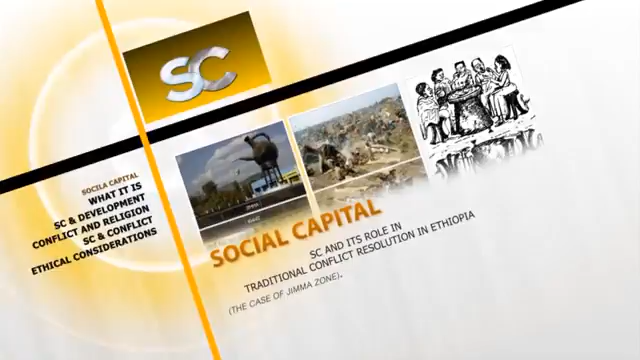 SC
SOCILA CAPITAL
WHAT IT IS
SC & DEVELOPMENT
CONFLICT AND RELIGION
SC & CONFLICT
ETHICAL CONSIDERATIONS
SOCIAL CAPITAL
SC AND ITS ROLE IN
TRADITIONAL CONFLICT RESOLUTION IN ETHIOPIA
(THE CASE OF JIMMA ZONE).